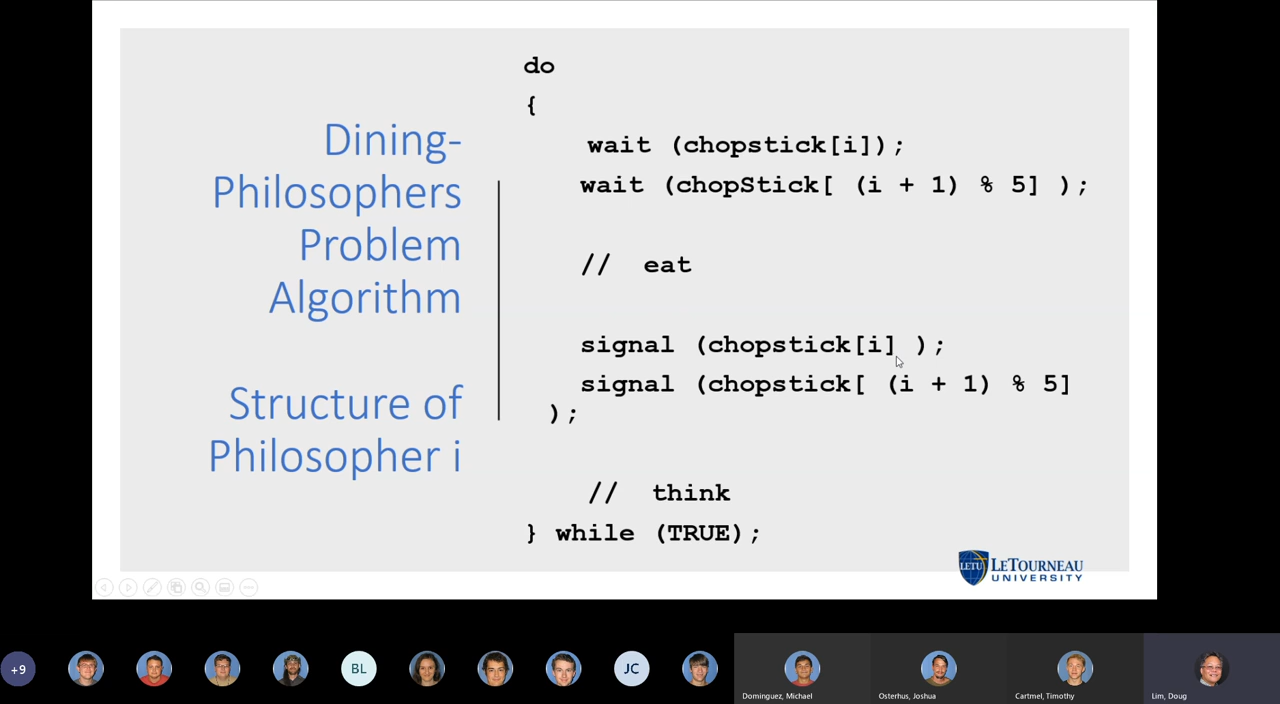 Dining-
Philosophers
Problem
Algorithm
Structure of
Philosopher i
do
{
wait (chopstick[i]);
wait (chopStick[ (i + 1) % 5] );
// eat
signal (chopstick[i] );
signal (chopstick[ (i + 1) % 5]
);
// think
} while (TRUE);
LETU
LETOURNEAU
UNIVERSITY
+9
BL
JC
Dominguez, Michael
Osterhus, Joshua
Cartmel, Timothy
Lim, Doug